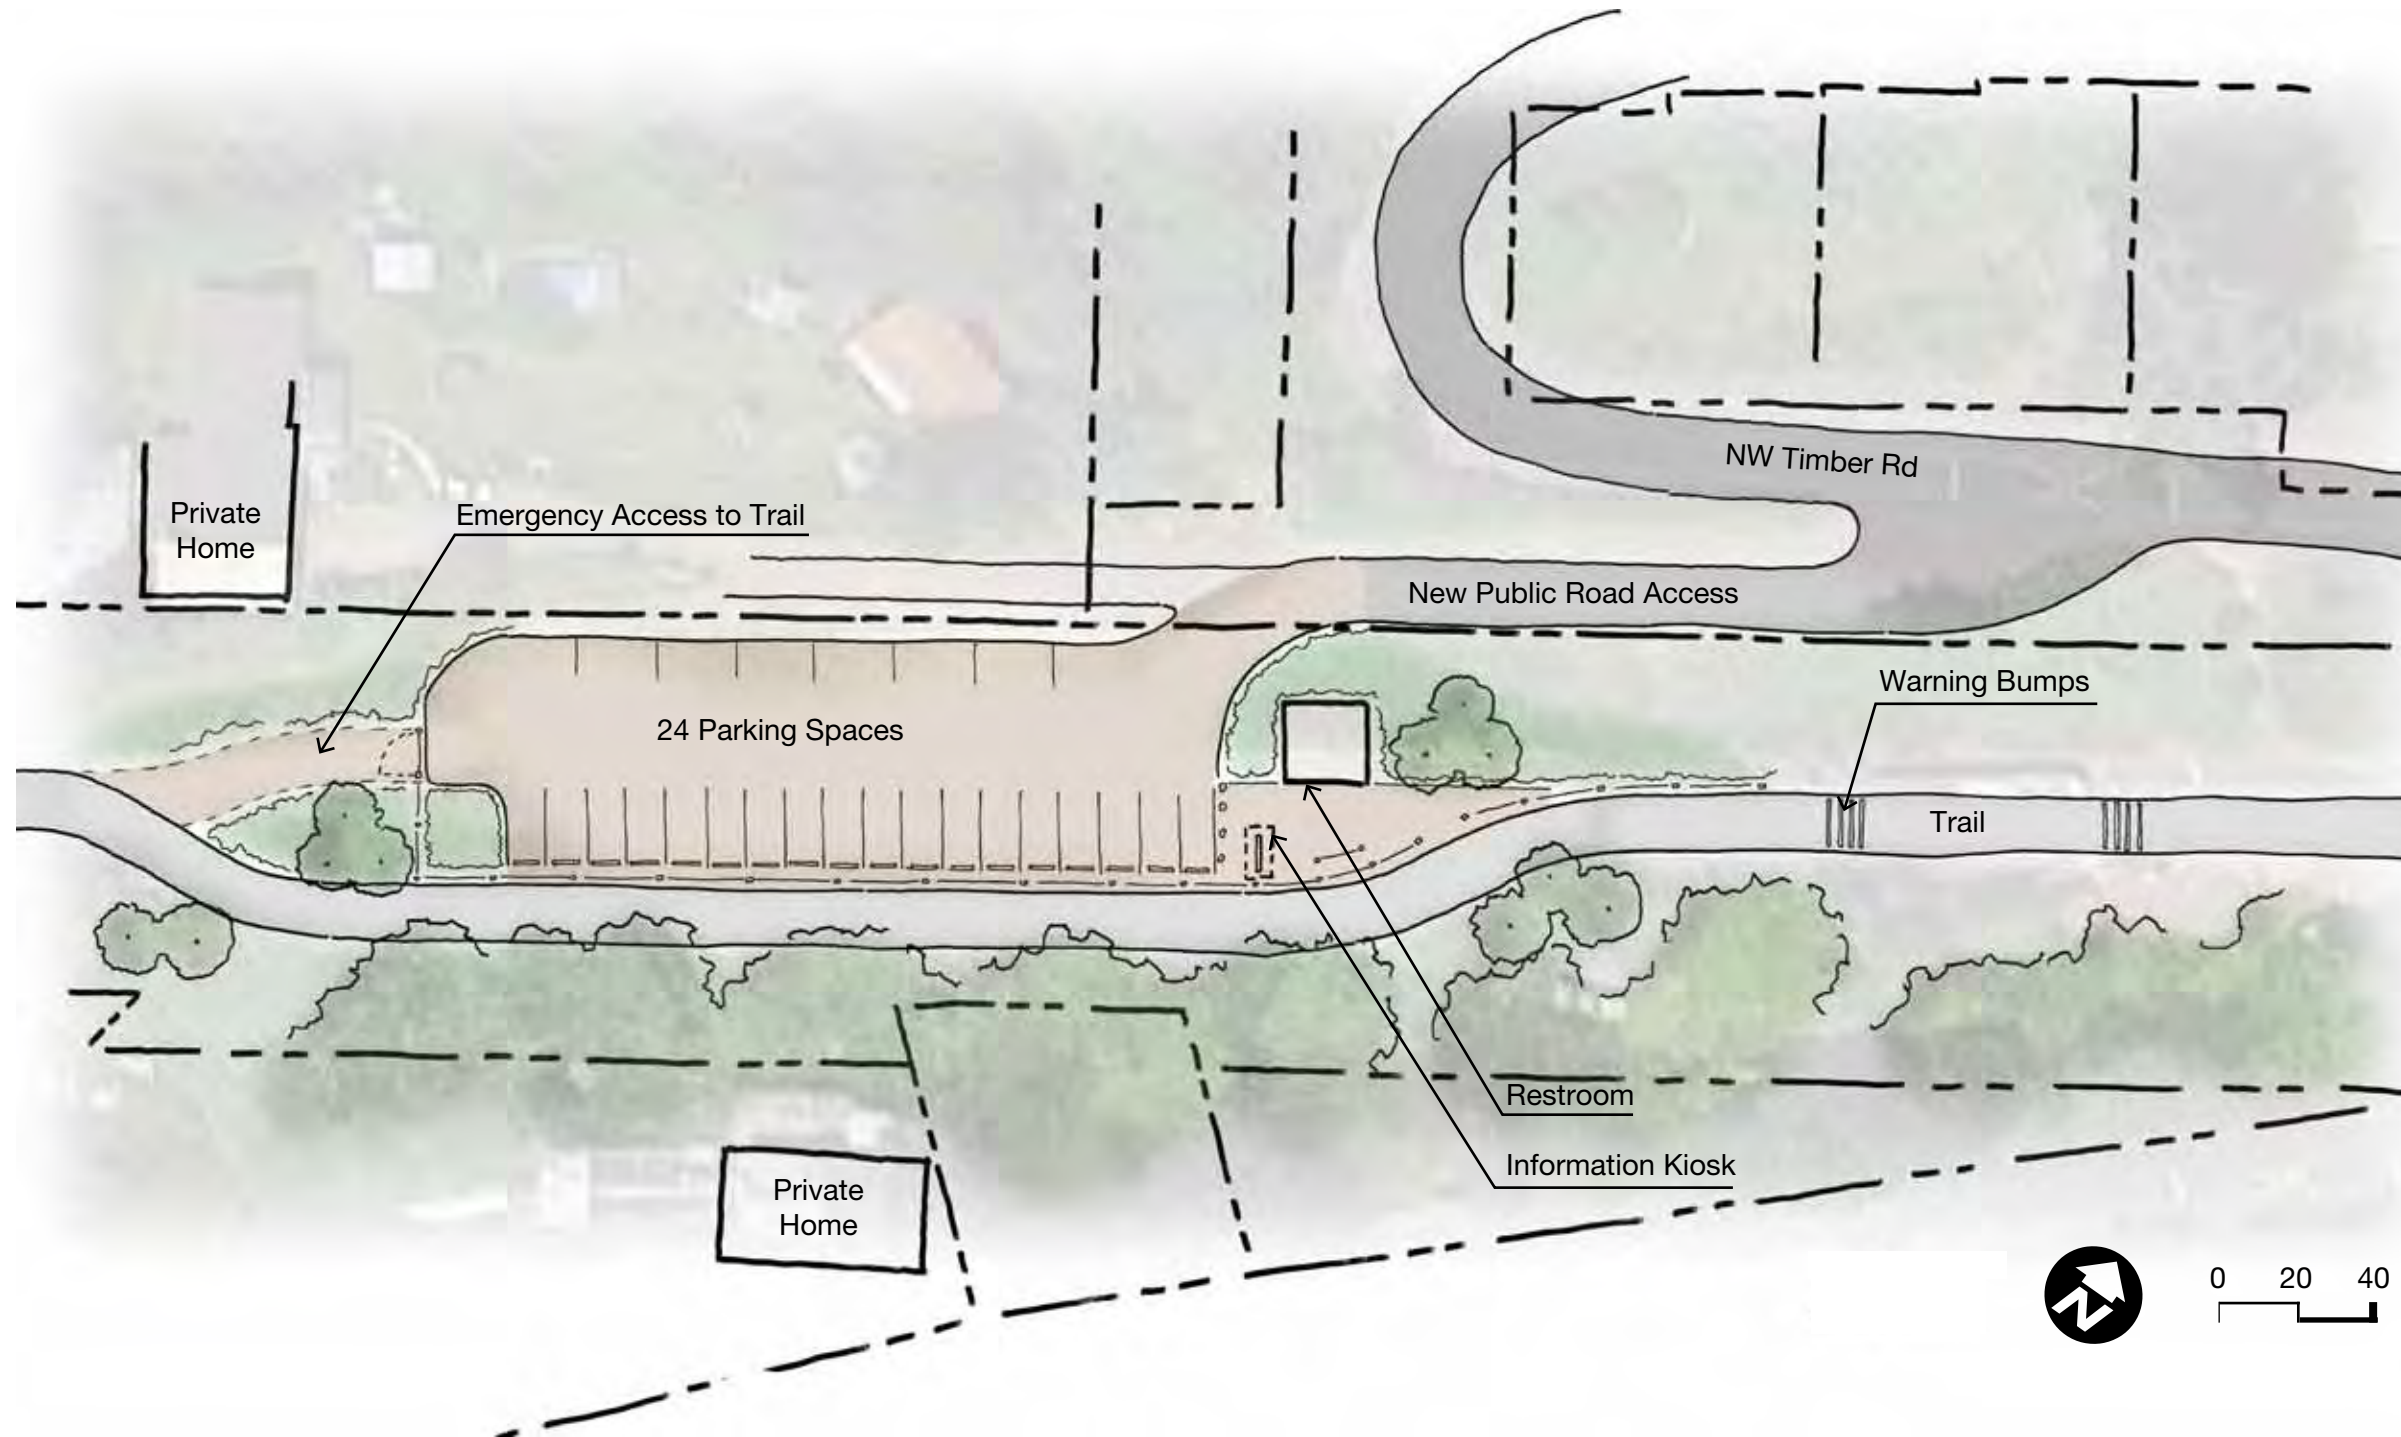 NW Timber Rd
Private
Home
Emergency Access to Trail
New Public Road Access
Warning Bumps
24 Parking Spaces
Trail
Restroom
Information Kiosk
Private
Home
N
0 20 40